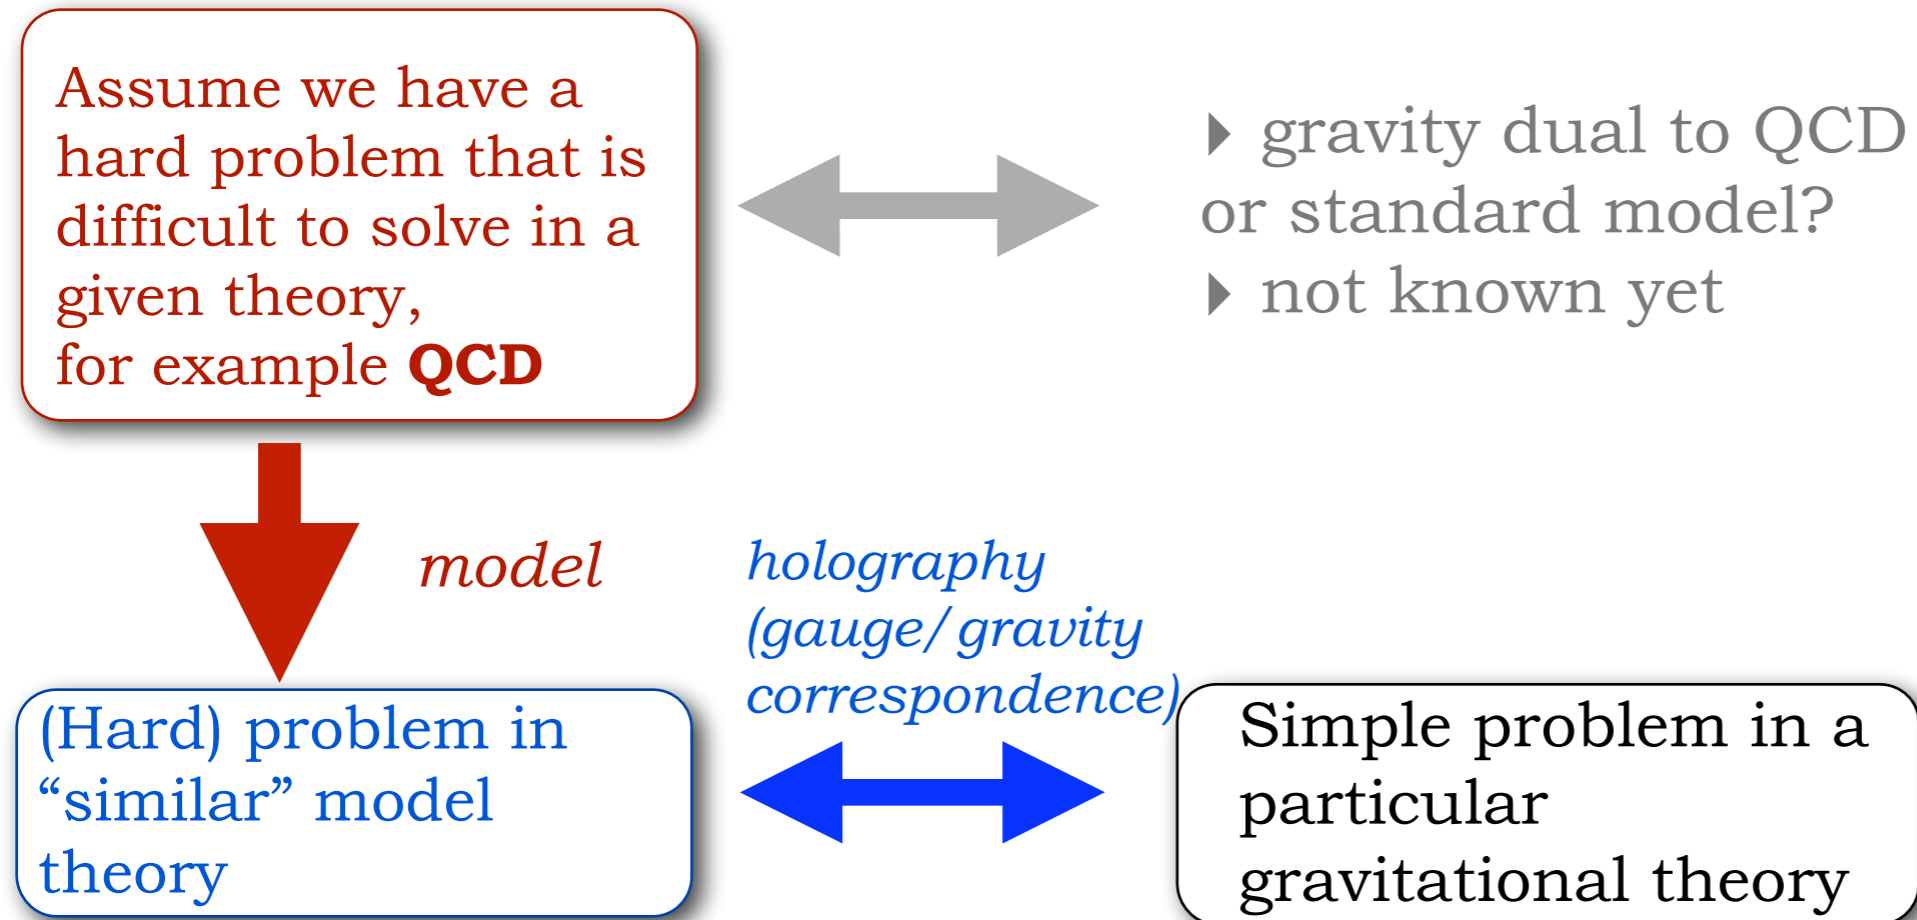 Assume we have a
hard problem that is
difficult to solve in a
given theory,
for example QCD
▸ gravity dual to QCD
or standard model?
▸ not known yet
model
holography
(gauge/gravity
correspondence)
(Hard) problem in
“similar” model
theory
Simple problem in a
particular
gravitational theory